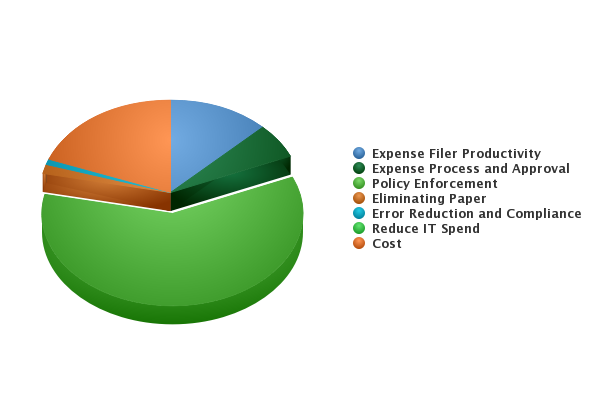 Expense Filer Productivity
Expense Process and Approval
Policy Enforcement
Eliminating Paper
Error Reduction and Compliance
Reduce IT Spend
Cost